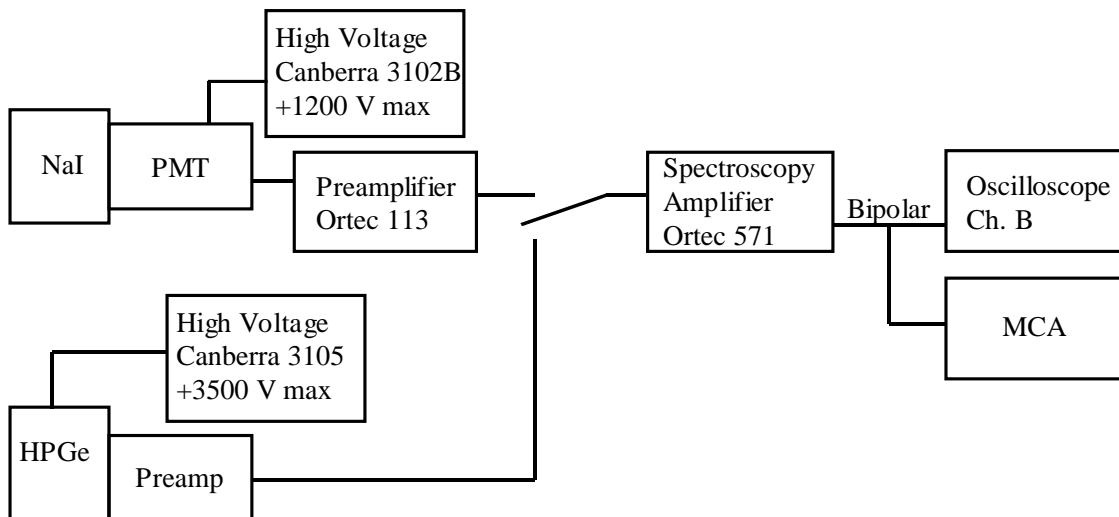 High Voltage
Canberra 3102B
+1200 V max
NaI
PMT
Preamplifier
Ortec 113
Spectroscopy
Amplifier
Ortec 571
Bipolar
Oscilloscope
Ch. B
MCA
High Voltage
Canberra 3105
+3500 V max
HPGe
Preamp